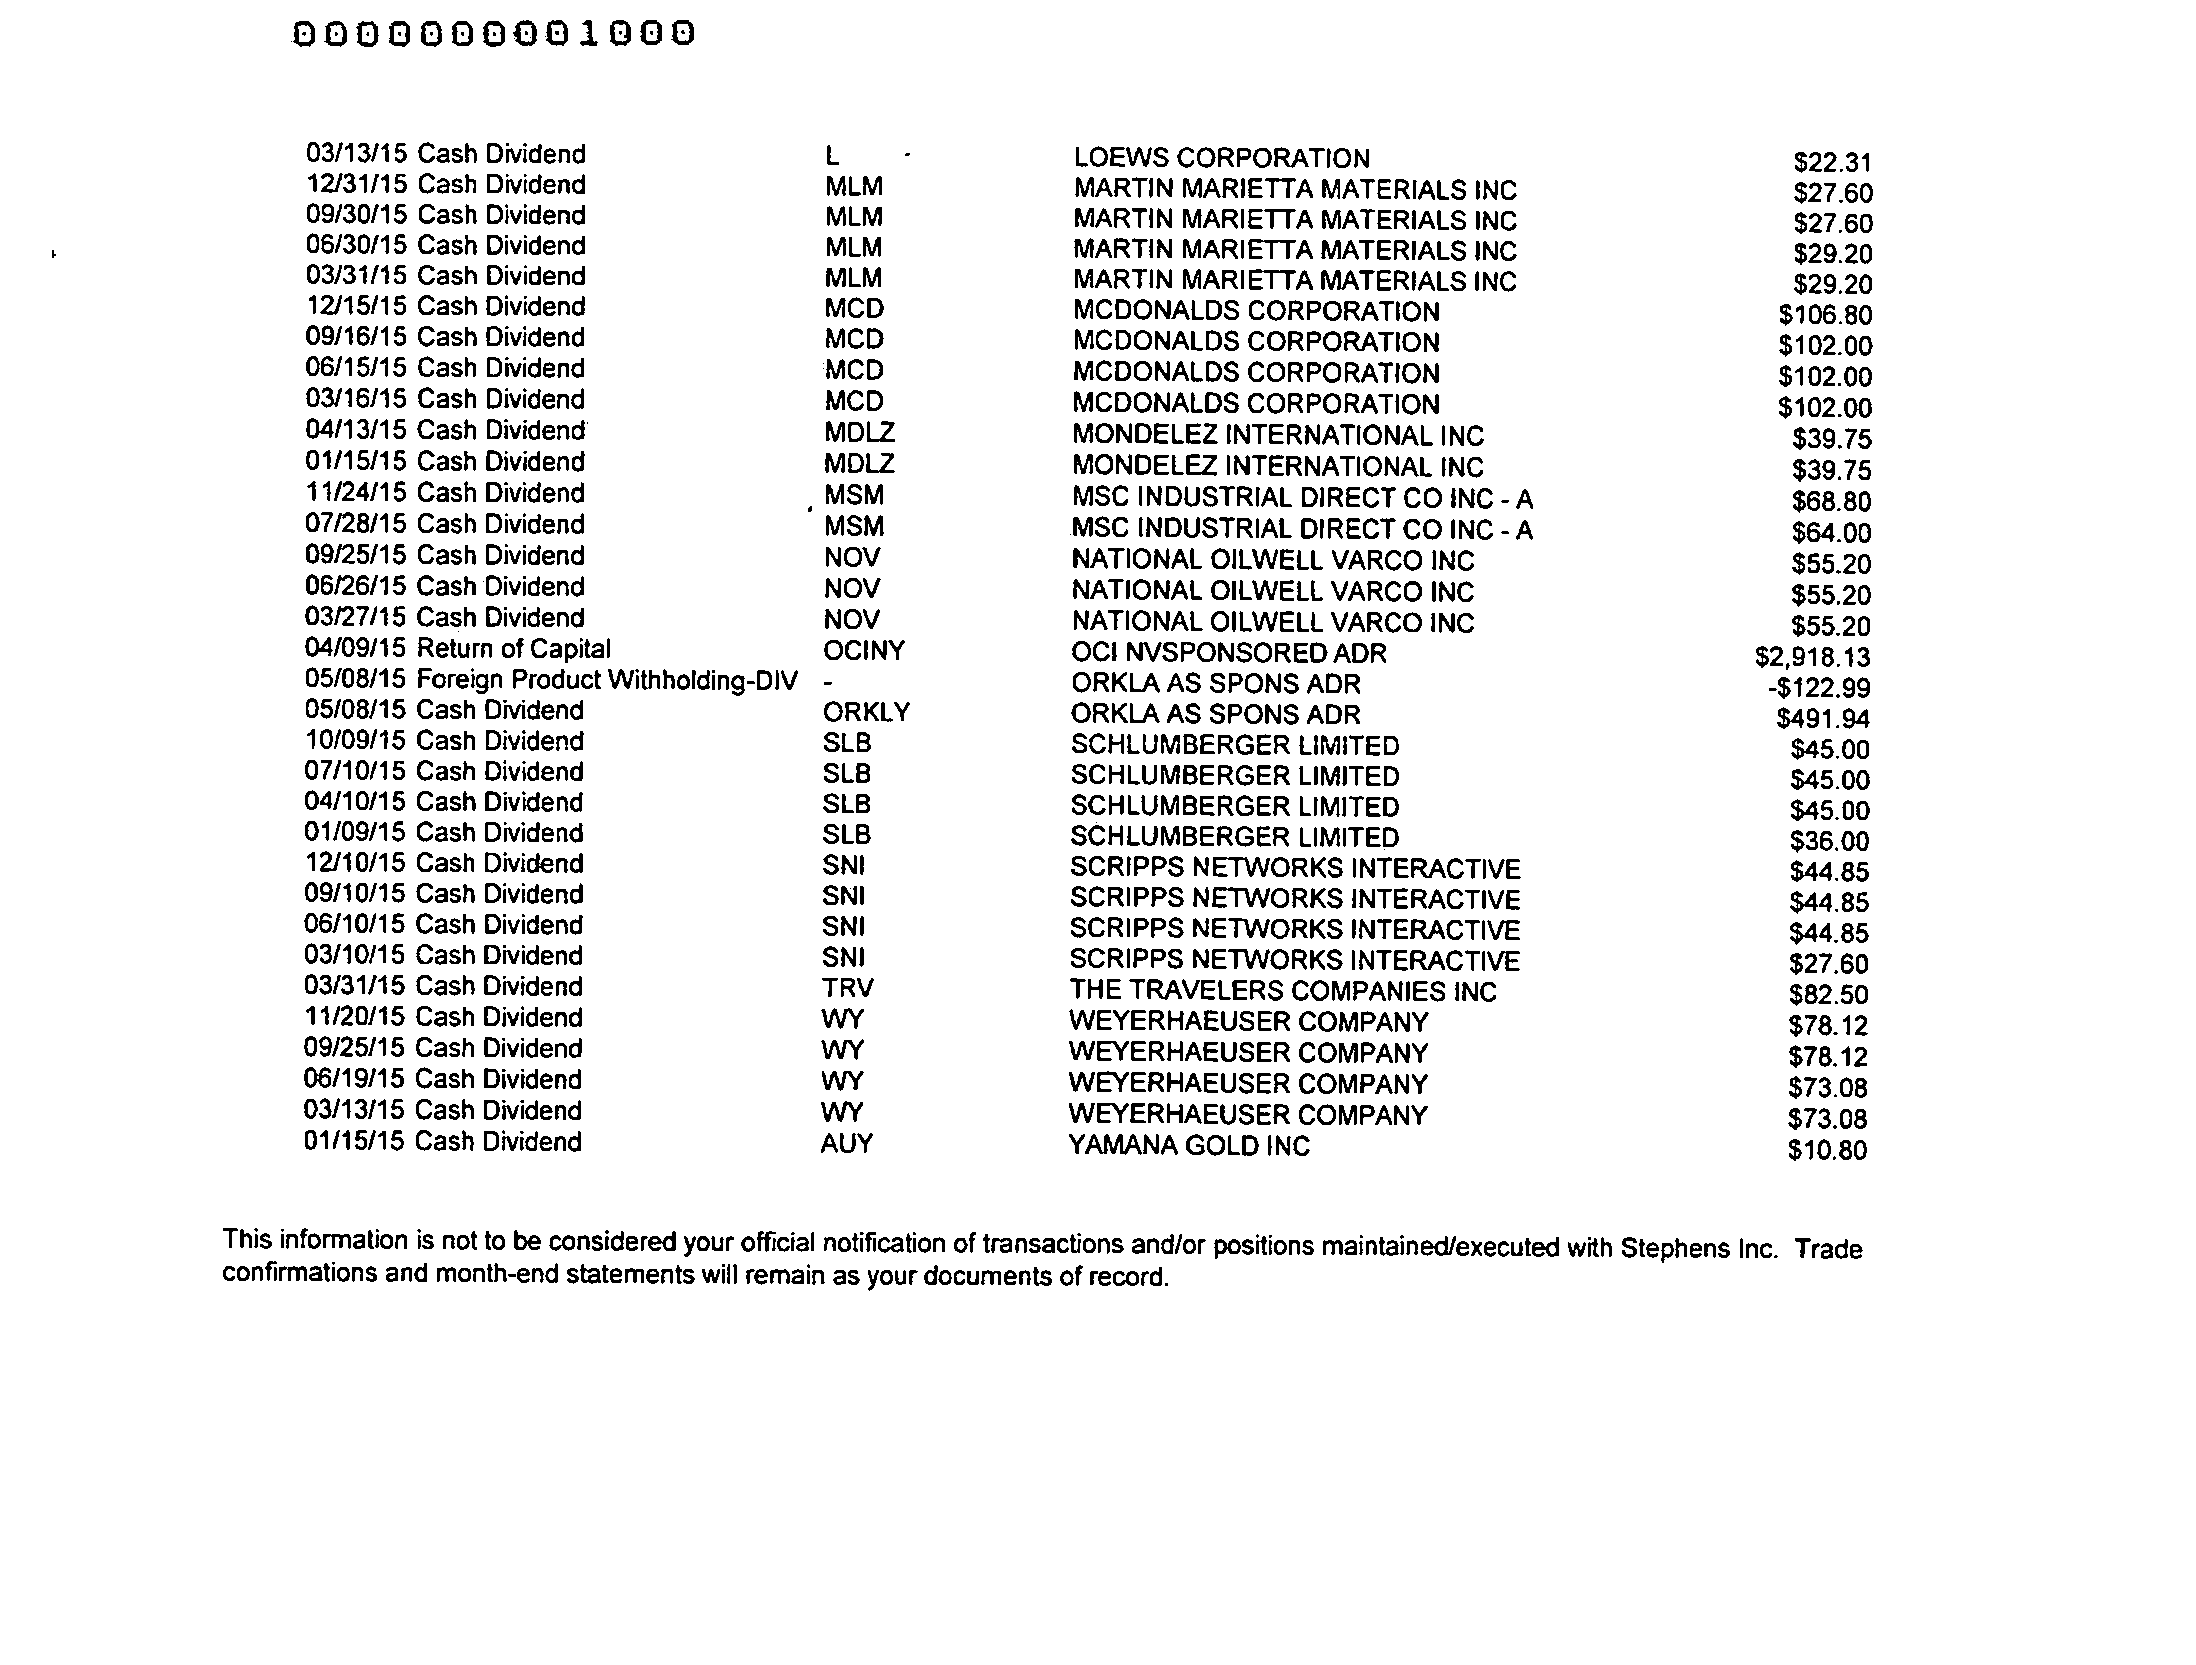 0000000001000
03/13/15 Cash Dividend L LOEWS CORPORATION $22.31
12/31/15 Cash Dividend MLM MARTIN MARIETTA MATERIALS INC $27.60
09/30/15 Cash Dividend MLM MARTIN MARIETTA MATERIALS INC $27.60
06/30/15 Cash Dividend MLM MARTIN MARIETTA MATERIALS INC $29.20
03/31/15 Cash Dividend MLM MARTIN MARIETTA MATERIALS INC $29.20
12/15/15 Cash Dividend MCD MCDONALDS CORPORATION $106.80
09/16/15 Cash Dividend MCD MCDONALDS CORPORATION $102.00
06/15/15 Cash Dividend MCD MCDONALDS CORPORATION $102.00
03/16/15 Cash Dividend MCD MCDONALDS CORPORATION $102.00
04/13/15 Cash Dividend MDLZ MONDELEZ INTERNATIONAL INC $39.75
01/15/15 Cash Dividend MDLZ MONDELEZ INTERNATIONAL INC $39.75
11/24/15 Cash Dividend MSM MSC INDUSTRIAL DIRECT CO INC - A $68.80
07/28/15 Cash Dividend MSM MSC INDUSTRIAL DIRECT CO INC - A $64.00
09/25/15 Cash Dividend NOV NATIONAL OILWELL VARCO INC $55.20
06/26/15 Cash Dividend NOV NATIONAL OILWELL VARCO INC $55.20
03/27/15 Cash Dividend NOV NATIONAL OILWELL VARCO INC $55.20
04/09/15 Return of Capital OCINY OCI NVSPONSORED ADR $2,918.13
05/08/15 Foreign Product Withholding-DIV - ORKLA AS SPONS ADR -$122.99
05/08/15 Cash Dividend ORKLY ORKLA AS SPONS ADR $491.94
10/09/15 Cash Dividend SLB SCHLUMBERGER LIMITED $45.00
07/10/15 Cash Dividend SLB SCHLUMBERGER LIMITED $45.00
04/10/15 Cash Dividend SLB SCHLUMBERGER LIMITED $45.00
01/09/15 Cash Dividend SLB SCHLUMBERGER LIMITED $36.00
12/10/15 Cash Dividend SNI SCRIPPS NETWORKS INTERACTIVE $44.85
09/10/15 Cash Dividend SNI SCRIPPS NETWORKS INTERACTIVE $44.85
06/10/15 Cash Dividend SNI SCRIPPS NETWORKS INTERACTIVE $44.85
03/10/15 Cash Dividend SNI SCRIPPS NETWORKS INTERACTIVE $27.60
03/31/15 Cash Dividend TRV THE TRAVELERS COMPANIES INC $82.50
11/20/15 Cash Dividend WY WEYERHAEUSER COMPANY $78.12
09/25/15 Cash Dividend WY WEYERHAEUSER COMPANY $78.12
06/19/15 Cash Dividend WY WEYERHAEUSER COMPANY $73.08
03/13/15 Cash Dividend WY WEYERHAEUSER COMPANY $73.08
01/15/15 Cash Dividend AUY YAMANA GOLD INC $10.80
This information is not to be considered your official notification of transactions and/or positions maintained/executed with Stephens Inc. Trade
confirmations and month-end statements will remain as your documents of record.